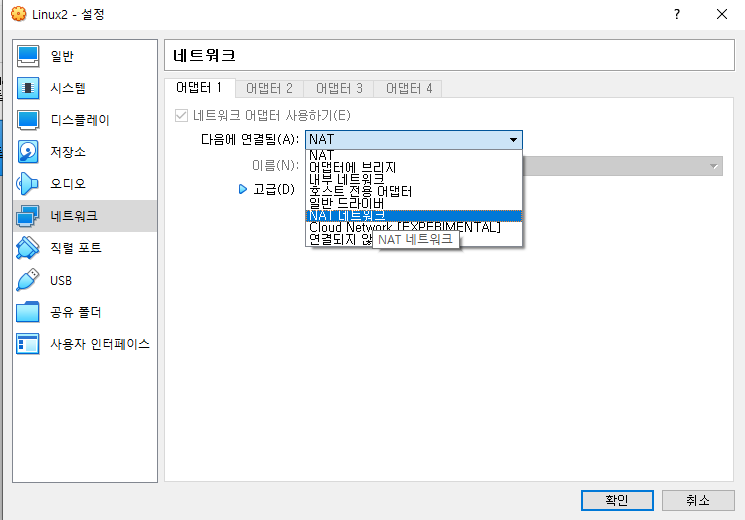 Linux2 - 설정
?
일반
시스템
디스플레이
저장소
오디오
네트워크
직렬 포트
USB
공유 폴더
사용자 인터페이스
네트워크
어댑터 1 어댑터 2 어댑터 3 어댑터 4
네트워크 어댑터 사용하기(E)
다음에 연결됨(A): NAT
이름(N):
고급(D)
NAT
어댑터에 브리지
내부 네트워크
호스트 전용 어댑터
일반 드라이버
NAT 네트워크
Cloud Network [EXPERIMENTAL]
연결되지 않
NAT 네트워크
확인 취소